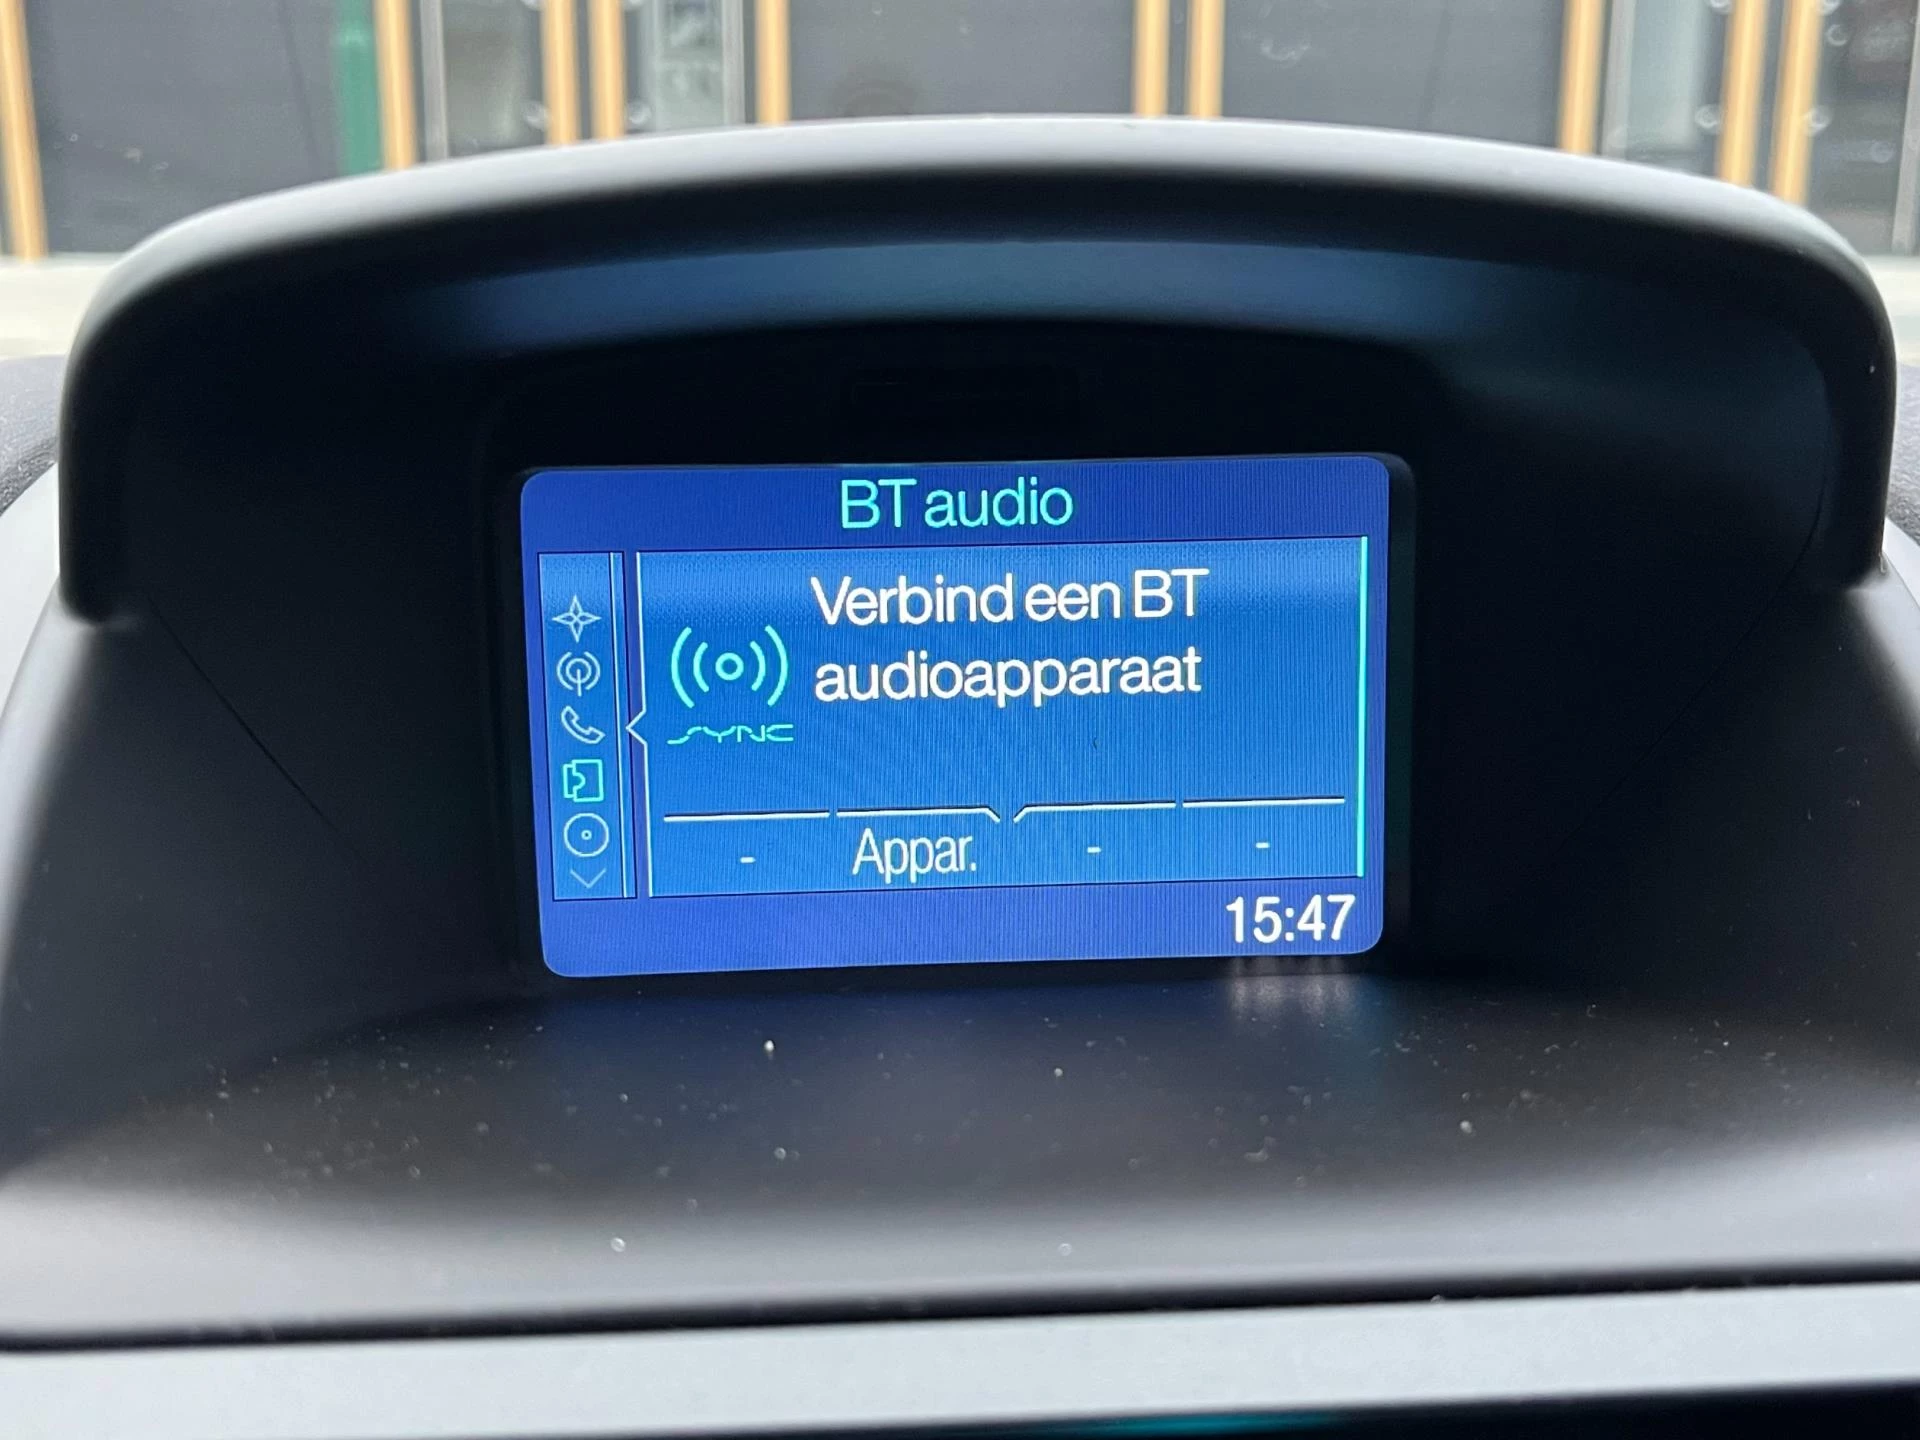 BT audio
Verbind een BT
audioapparaat
SYNC
- Appar. - -
15:47